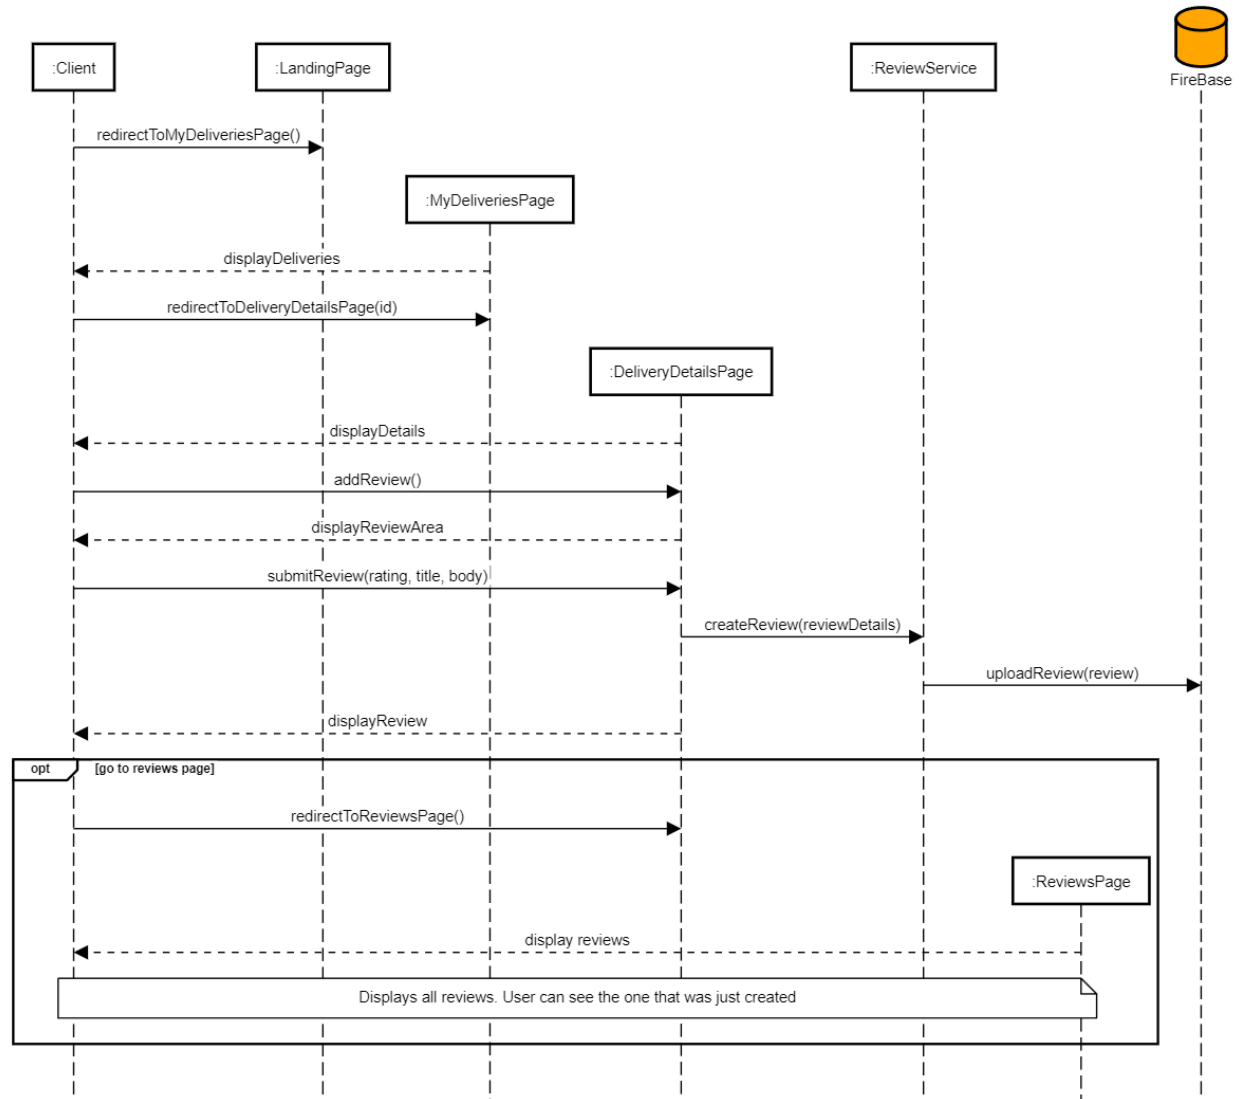 :Client
:LandingPage
:ReviewService
FireBase
redirectToMyDeliveriesPage()
:MyDeliveriesPage
displayDeliveries
redirectToDeliveryDetailsPage(id)
:DeliveryDetailsPage
displayDetails
addReview()
displayReviewArea
submitReview(rating, title, body)
createReview(reviewDetails)
uploadReview(review)
displayReview
opt
[go to reviews page]
redirectToReviewsPage()
:ReviewsPage
display reviews
Displays all reviews. User can see the one that was just created